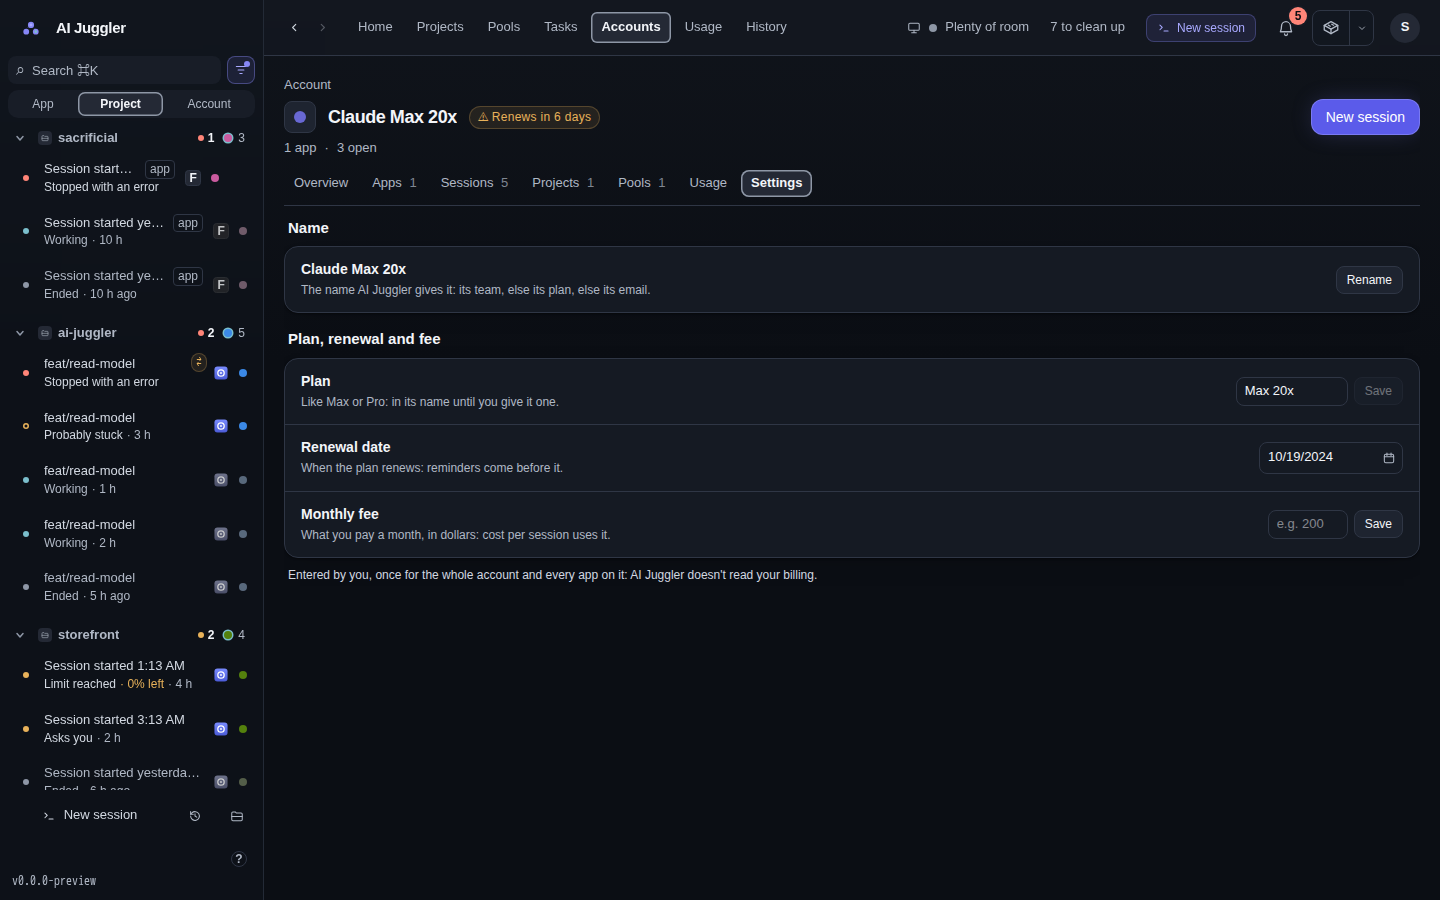 AI Juggler
Home
Projects
Pools
Tasks
Accounts
Usage
History
Plenty of room
7 to clean up
New session
5
S
Search ⌘K
App
Project
Account
sacrificial
1
3
Session start…
app
F
Stopped with an error
Session started ye…
app
F
Working · 10 h
Session started ye…
app
F
Ended · 10 h ago
ai-juggler
2
5
feat/read-model
Stopped with an error
feat/read-model
Probably stuck · 3 h
feat/read-model
Working · 1 h
feat/read-model
Working · 2 h
feat/read-model
Ended · 5 h ago
storefront
2
4
Session started 1:13 AM
Limit reached · 0% left · 4 h
Session started 3:13 AM
Asks you · 2 h
Session started yesterda…
Ended · 6 h ago
New session
?
v0.0.0-preview
Account
Claude Max 20x
Renews in 6 days
New session
1 app · 3 open
Overview
Apps 1
Sessions 5
Projects 1
Pools 1
Usage
Settings
Name
Claude Max 20x
The name AI Juggler gives it: its team, else its plan, else its email.
Rename
Plan, renewal and fee
Plan
Like Max or Pro: in its name until you give it one.
Max 20x
Save
Renewal date
When the plan renews: reminders come before it.
10/19/2024
Monthly fee
What you pay a month, in dollars: cost per session uses it.
e.g. 200
Save
Entered by you, once for the whole account and every app on it: AI Juggler doesn't read your billing.